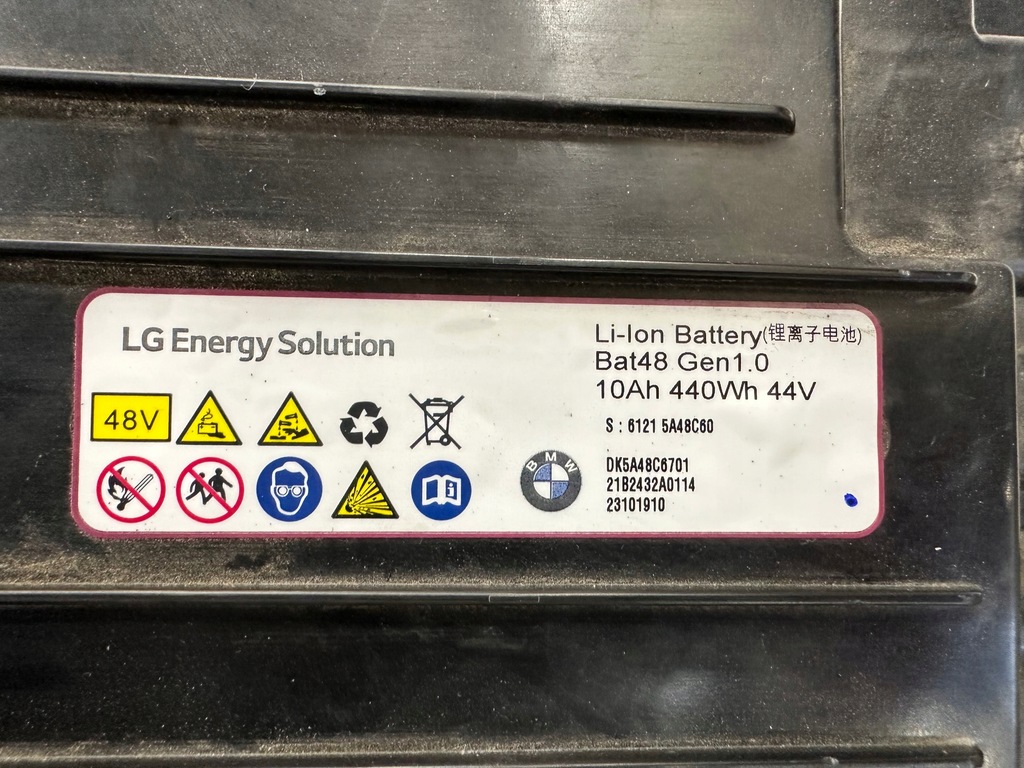 LG Energy Solution
Li-Ion Battery(锂离子电池)
Bat48 Gen1.0
10Ah 440Wh 44V
S : 6121 5A48C60
48V
BMW
DK5A48C6701
21B2432A0114
23101910